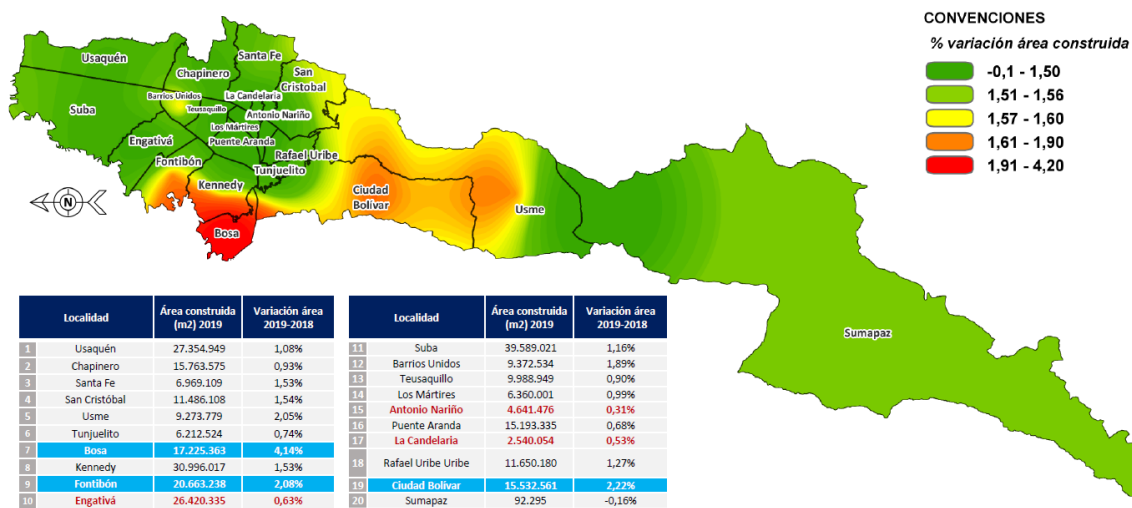 CONVENCIONES
% variación área construida
-0,1 - 1,50
1,51 - 1,56
1,57 - 1,60
1,61 - 1,90
1,91 - 4,20
Usaquén
Santa Fe
Chapinero
San
Cristobal
Barrios Unidos
La Candelaria
Suba
Teusaquillo
Antonio Nariño
Los Mártires
Engativá
Puente Aranda
Fontibón
Rafael Uribe
Tunjuelito
Kennedy
Ciudad
Bolívar
Usme
Bosa
N
Sumapaz
Localidad Área construida (m2) 2019 Variación área 2019-2018
1 Usaquén 27.354.949 1,08%
2 Chapinero 15.763.575 0,93%
3 Santa Fe 6.969.109 1,53%
4 San Cristóbal 11.486.108 1,54%
5 Usme 9.273.779 2,05%
6 Tunjuelito 6.212.524 0,74%
7 Bosa 17.225.363 4,14%
8 Kennedy 30.996.017 1,53%
9 Fontibón 20.663.238 2,08%
10 Engativá 26.420.335 0,63%
Localidad Área construida (m2) 2019 Variación área 2019-2018
11 Suba 39.589.021 1,16%
12 Barrios Unidos 9.372.534 1,89%
13 Teusaquillo 9.988.949 0,90%
14 Los Mártires 6.360.001 0,99%
15 Antonio Nariño 4.641.476 0,31%
16 Puente Aranda 15.193.335 0,68%
17 La Candelaria 2.540.054 0,53%
18 Rafael Uribe Uribe 11.650.180 1,27%
19 Ciudad Bolívar 15.532.561 2,22%
20 Sumapaz 92.295 -0,16%